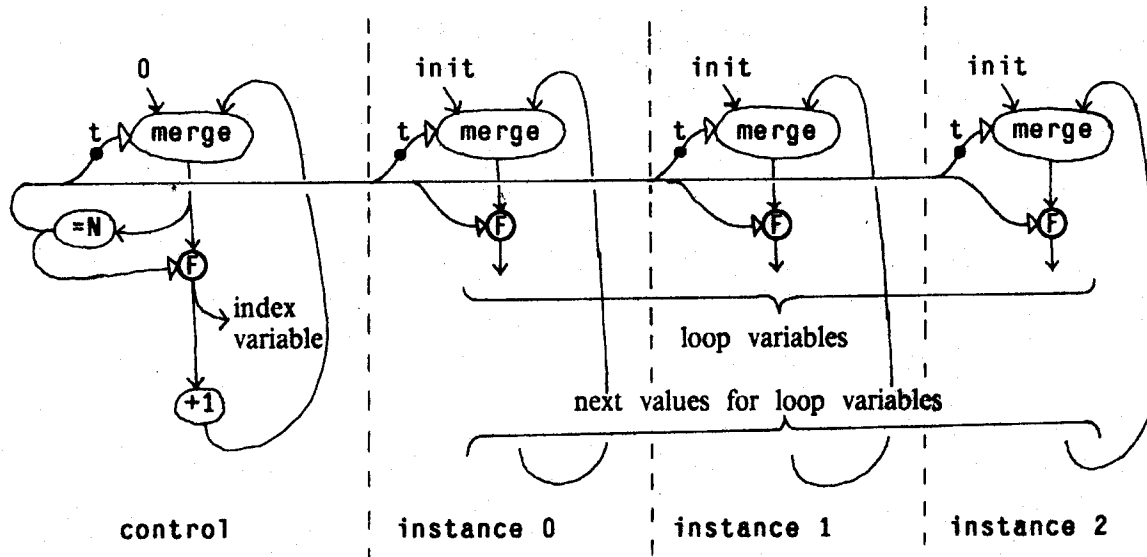 0
init
init
init
t
merge
t
merge
t
merge
t
merge
=N
F
F
F
F
index
variable
loop variables
+1
next values for loop variables
control
instance 0
instance 1
instance 2